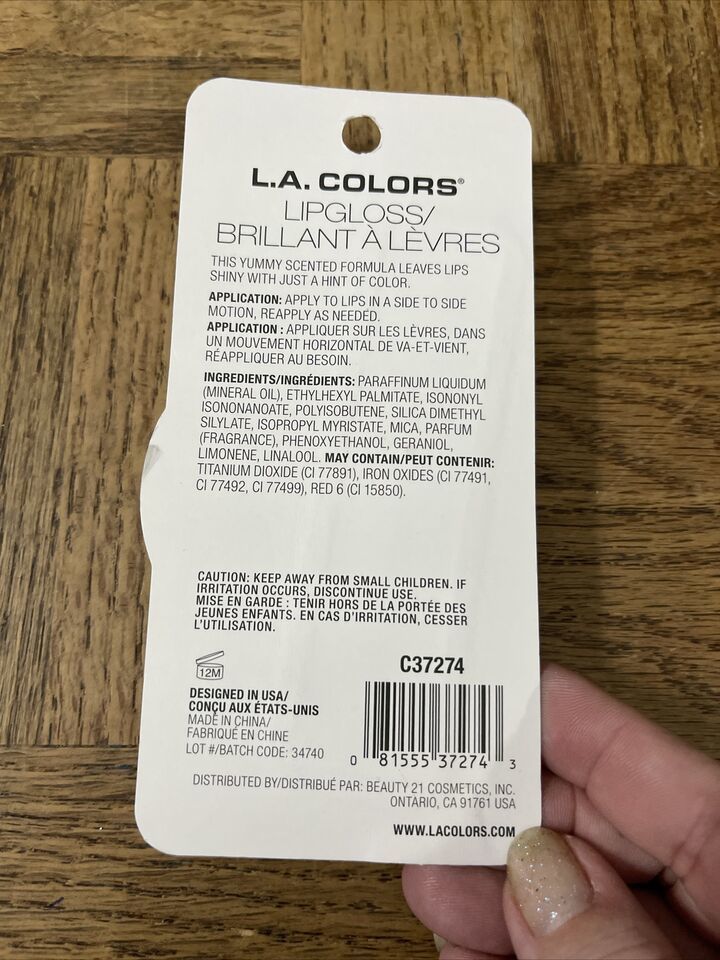 L.A. COLORS®
LIPGLOSS/
BRILLANT À LÈVRES
THIS YUMMY SCENTED FORMULA LEAVES LIPS
SHINY WITH JUST A HINT OF COLOR.
APPLICATION: APPLY TO LIPS IN A SIDE TO SIDE
MOTION, REAPPLY AS NEEDED.
APPLICATION : APPLIQUER SUR LES LÈVRES, DANS
UN MOUVEMENT HORIZONTAL DE VA-ET-VIENT,
RÉAPPLIQUER AU BESOIN.
INGREDIENTS/INGRÉDIENTS: PARAFFINUM LIQUIDUM
(MINERAL OIL), ETHYLHEXYL PALMITATE, ISONONYL
ISONONANOATE, POLYISOBUTENE, SILICA DIMETHYL
SILYLATE, ISOPROPYL MYRISTATE, MICA, PARFUM
(FRAGRANCE), PHENOXYETHANOL, GERANIOL,
LIMONENE, LINALOOL. MAY CONTAIN/PEUT CONTENIR:
TITANIUM DIOXIDE (CI 77891), IRON OXIDES (CI 77491,
CI 77492, CI 77499), RED 6 (CI 15850).
CAUTION: KEEP AWAY FROM SMALL CHILDREN. IF
IRRITATION OCCURS, DISCONTINUE USE.
MISE EN GARDE : TENIR HORS DE LA PORTÉE DES
JEUNES ENFANTS. EN CAS D'IRRITATION, CESSER
L'UTILISATION.
12M
DESIGNED IN USA/
CONÇU AUX ÉTATS-UNIS
MADE IN CHINA/
FABRIQUÉ EN CHINE
LOT #/BATCH CODE: 34740
C37274
0 81555 37274 3
DISTRIBUTED BY/DISTRIBUÉ PAR: BEAUTY 21 COSMETICS, INC.
ONTARIO, CA 91761 USA
WWW.LACOLORS.COM